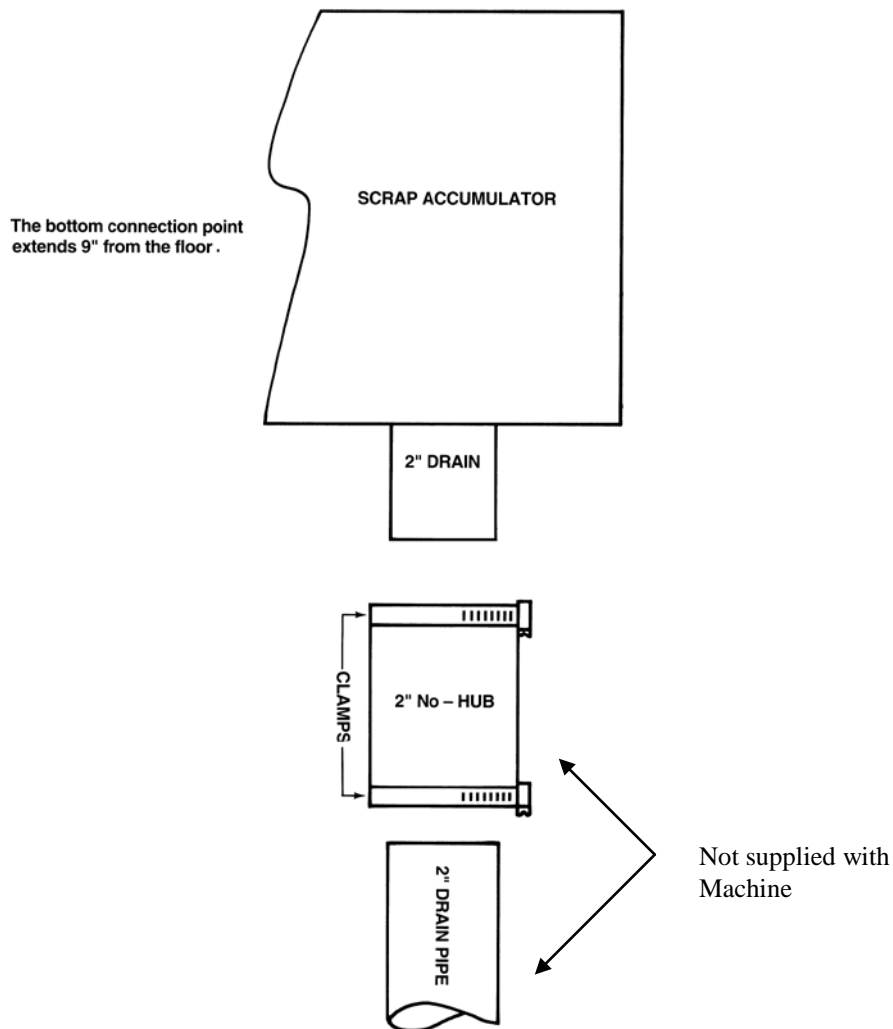 SCRAP ACCUMULATOR
The bottom connection point
extends 9" from the floor.
2" DRAIN
CLAMPS
2" No – HUB
2" DRAIN PIPE
Not supplied with
Machine